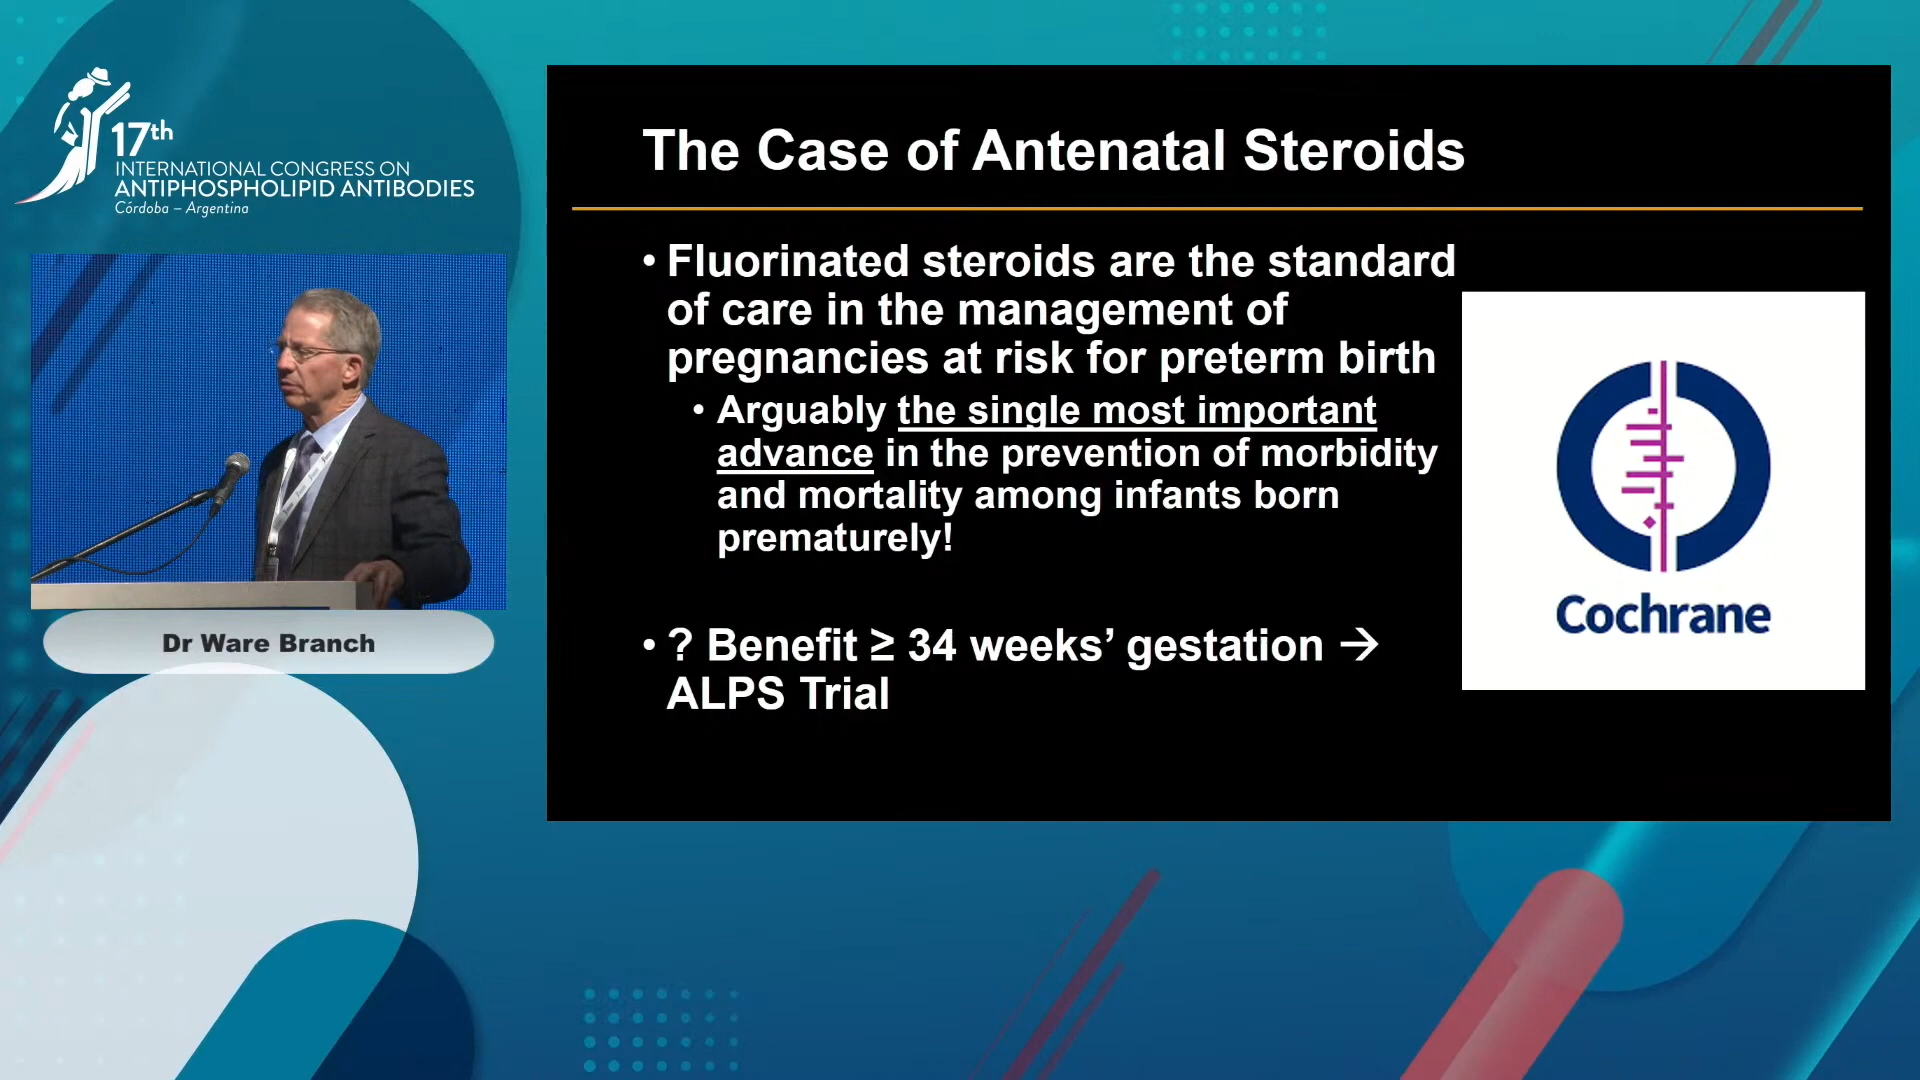 17th
INTERNATIONAL CONGRESS ON
ANTIPHOSPHOLIPID ANTIBODIES
Córdoba – Argentina
Dr Ware Branch
The Case of Antenatal Steroids
• Fluorinated steroids are the standard
of care in the management of
pregnancies at risk for preterm birth
• Arguably the single most important
advance in the prevention of morbidity
and mortality among infants born
prematurely!
• ? Benefit ≥ 34 weeks’ gestation →
ALPS Trial
Cochrane